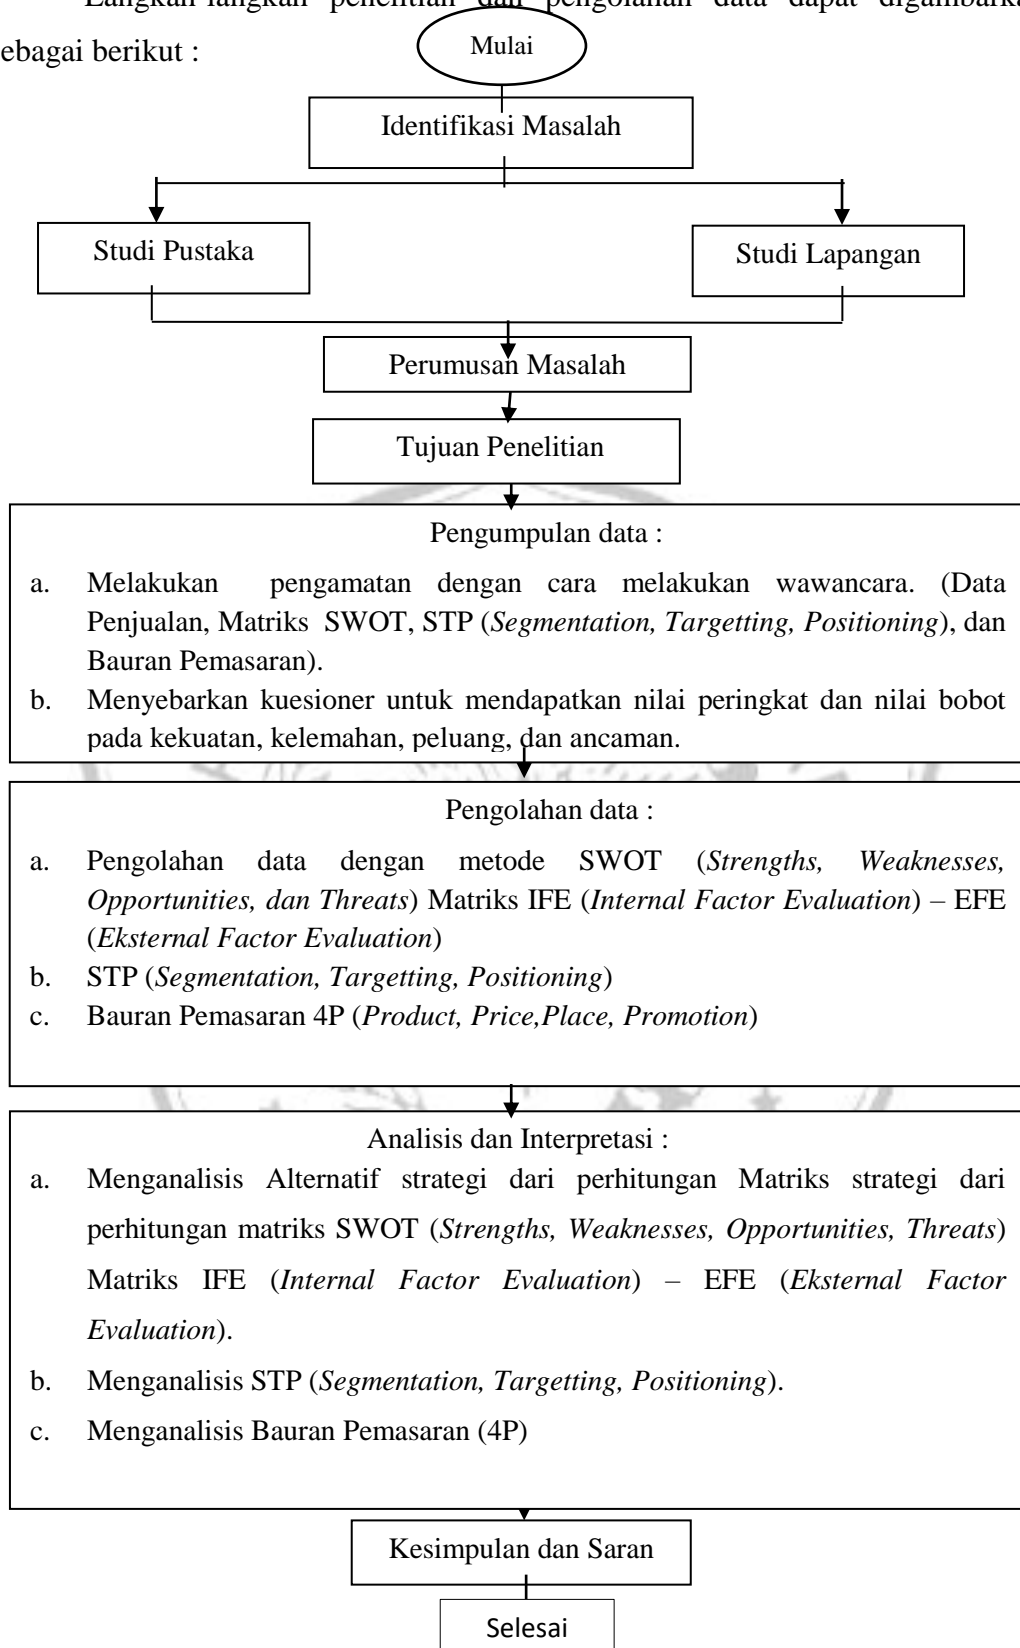 Langkah-langkah penelitian dan pengolahan data dapat digambarka
ebagai berikut :
Mulai
Identifikasi Masalah
Studi Pustaka
Studi Lapangan
Perumusan Masalah
Tujuan Penelitian
Pengumpulan data :
a. Melakukan pengamatan dengan cara melakukan wawancara. (Data
Penjualan, Matriks SWOT, STP (Segmentation, Targetting, Positioning), dan
Bauran Pemasaran).
b. Menyebarkan kuesioner untuk mendapatkan nilai peringkat dan nilai bobot
pada kekuatan, kelemahan, peluang, dan ancaman.
Pengolahan data :
a. Pengolahan data dengan metode SWOT (Strengths, Weaknesses,
Opportunities, dan Threats) Matriks IFE (Internal Factor Evaluation) – EFE
(Eksternal Factor Evaluation)
b. STP (Segmentation, Targetting, Positioning)
c. Bauran Pemasaran 4P (Product, Price,Place, Promotion)
Analisis dan Interpretasi :
a. Menganalisis Alternatif strategi dari perhitungan Matriks strategi dari
perhitungan matriks SWOT (Strengths, Weaknesses, Opportunities, Threats)
Matriks IFE (Internal Factor Evaluation) – EFE (Eksternal Factor
Evaluation).
b. Menganalisis STP (Segmentation, Targetting, Positioning).
c. Menganalisis Bauran Pemasaran (4P)
Kesimpulan dan Saran
Selesai